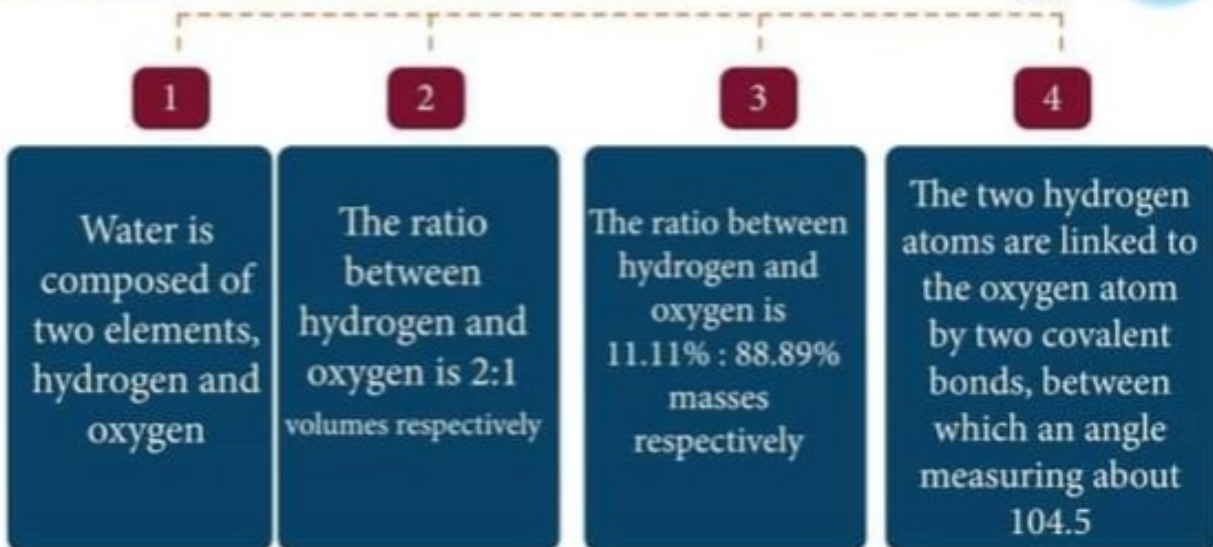 1
2
3
4
Water is
composed of
two elements,
hydrogen and
oxygen
The ratio
between
hydrogen and
oxygen is 2:1
volumes respectively
The ratio between
hydrogen and
oxygen is
11.11% : 88.89%
masses
respectively
The two hydrogen
atoms are linked to
the oxygen atom
by two covalent
bonds, between
which an angle
measuring about
104.5